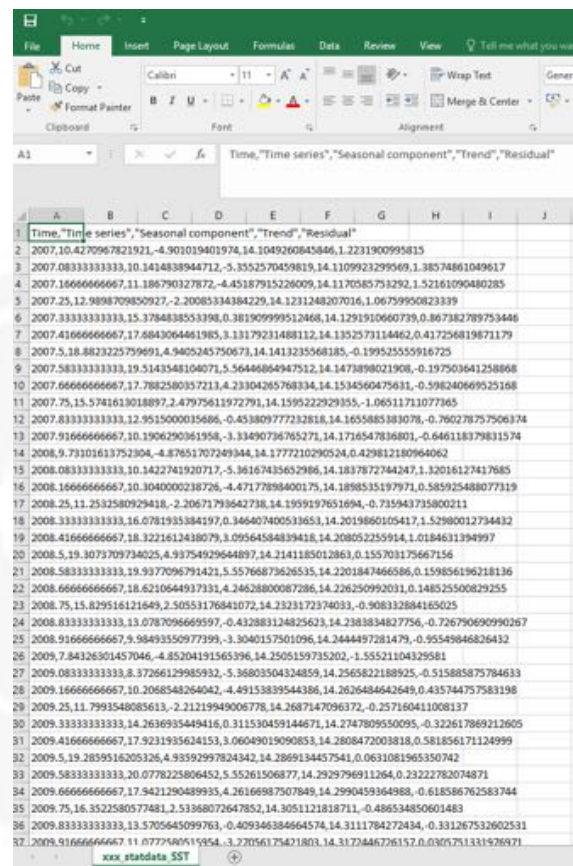 File Home Insert Page Layout Formulas Data Review View Tell me what you wa
Cut
Copy
Format Painter
Paste
Calibri 11 A A
B I U
Wrap Text
Merge & Center
Gener
Clipboard Font Alignment
A1 fx Time,"Time series","Seasonal component","Trend","Residual"
A B C D E F G H I J
1 Time,"Time series","Seasonal component","Trend","Residual"
2 2007,10.4270967821921,-4.901019401974,14.1049260845846,1.2231900995815
3 2007.08333333333,10.1414838944712,-5.3552570459819,14.1109923299569,1.38574861049617
4 2007.16666666667,11.186790327872,-4.45187915226009,14.1170585753292,1.52161090480285
5 2007.25,12.9898709850927,-2.20085334384229,14.1231248207016,1.06759950823339
6 2007.33333333333,15.3784838553398,0.381909999512468,14.1291910660739,0.867382789753446
7 2007.41666666667,17.6843064461985,3.13179231488112,14.1352573114462,0.417256819871179
8 2007.5,18.8823225759691,4.9405245750673,14.1413235568185,-0.199525555916725
9 2007.58333333333,19.5143548104071,5.56446864947512,14.1473898021908,-0.197503641258868
10 2007.66666666667,17.7882580357213,4.23304265768334,14.1534560475631,-0.598240669525168
11 2007.75,15.5741613018897,2.47975611972791,14.1595222929355,-1.06511711077365
12 2007.83333333333,12.9515000035686,-0.453809777232818,14.1655885383078,-0.760278757506374
13 2007.91666666667,10.1906290361958,-3.33490736765271,14.1716547836801,-0.646118379831574
14 2008,9.73101613752304,-4.87651707249344,14.1777210290524,0.429812180964062
15 2008.08333333333,10.1422741920717,-5.36167435652986,14.1837872744247,1.32016127417685
16 2008.16666666667,10.3040000238726,-4.47177898400175,14.1898535197971,0.585925488077319
17 2008.25,11.2532580929418,-2.20671793642738,14.1959197651694,-0.735943735800211
18 2008.33333333333,16.0781935384197,0.346407400533653,14.2019860105417,1.52980012734432
19 2008.41666666667,18.3221612438079,3.09564584839418,14.208052255914,1.0184631394997
20 2008.5,19.3073709734025,4.93754929644897,14.2141185012863,0.155703175667156
21 2008.58333333333,19.9377096791421,5.55766873626535,14.2201847466586,0.159856196218136
22 2008.66666666667,18.6210644937331,4.24628800087286,14.226250992031,0.148525500829255
23 2008.75,15.829516121649,2.50553176841072,14.2323172374033,-0.908332884165025
24 2008.83333333333,13.0787096669597,-0.432883124825623,14.2383834827756,-0.726790690990267
25 2008.91666666667,9.98493550977399,-3.3040157501096,14.2444497281479,-0.95549846826432
26 2009,7.84326301457046,-4.85204191565396,14.2505159735202,-1.55521104329581
27 2009.08333333333,8.37266129985932,-5.36803504324859,14.2565822188925,-0.515885875784633
28 2009.16666666667,10.2068548264042,-4.49153839544386,14.2626484642649,0.435744757583198
29 2009.25,11.7993548085613,-2.21219949006778,14.2687147096372,-0.257160411008137
30 2009.33333333333,14.2636935449416,0.311530459144671,14.2747809550095,-0.322617869212605
31 2009.41666666667,17.9231935624153,3.06049019090853,14.2808472003818,0.581856171124999
32 2009.5,19.2859516205326,4.93592997824342,14.2869134457541,0.0631081965350742
33 2009.58333333333,20.0778225806452,5.55261506877,14.2929796911264,0.23222782074871
34 2009.66666666667,17.9421290489935,4.26166987507849,14.2990459364988,-0.618586762583744
35 2009.75,16.3522580577481,2.53368072647852,14.3051121818711,-0.486534850601483
36 2009.83333333333,13.5705645099763,-0.409346384664574,14.3111784272434,-0.331267532602531
37 2009.91666666667,11.0772580515954,-3.27056175421803,14.3172446726157,0.0305751331976971
xxx_statdata_SST